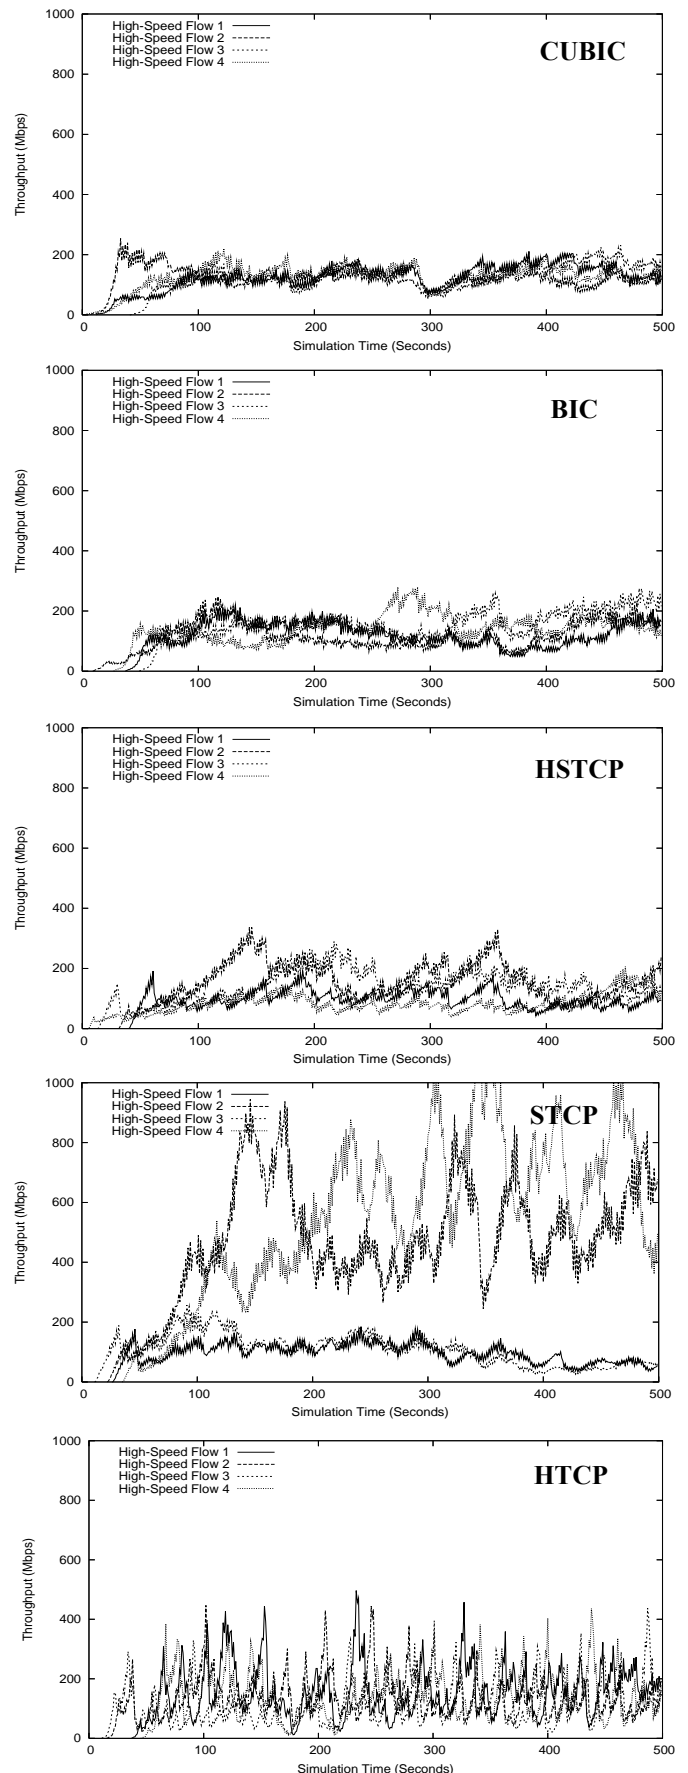 1000
High-Speed Flow 1
High-Speed Flow 2
High-Speed Flow 3
High-Speed Flow 4
CUBIC
800
600
400
200
0
Throughput (Mbps)
0 100 200 300 400 500
Simulation Time (Seconds)
1000
High-Speed Flow 1
High-Speed Flow 2
High-Speed Flow 3
High-Speed Flow 4
BIC
800
600
400
200
0
Throughput (Mbps)
0 100 200 300 400 500
Simulation Time (Seconds)
1000
High-Speed Flow 1
High-Speed Flow 2
High-Speed Flow 3
High-Speed Flow 4
HSTCP
800
600
400
200
0
Throughput (Mbps)
0 100 200 300 400 500
Simulation Time (Seconds)
1000
High-Speed Flow 1
High-Speed Flow 2
High-Speed Flow 3
High-Speed Flow 4
STCP
800
600
400
200
0
Throughput (Mbps)
0 100 200 300 400 500
Simulation Time (Seconds)
1000
High-Speed Flow 1
High-Speed Flow 2
High-Speed Flow 3
High-Speed Flow 4
HTCP
800
600
400
200
0
Throughput (Mbps)
0 100 200 300 400 500
Simulation Time (Seconds)